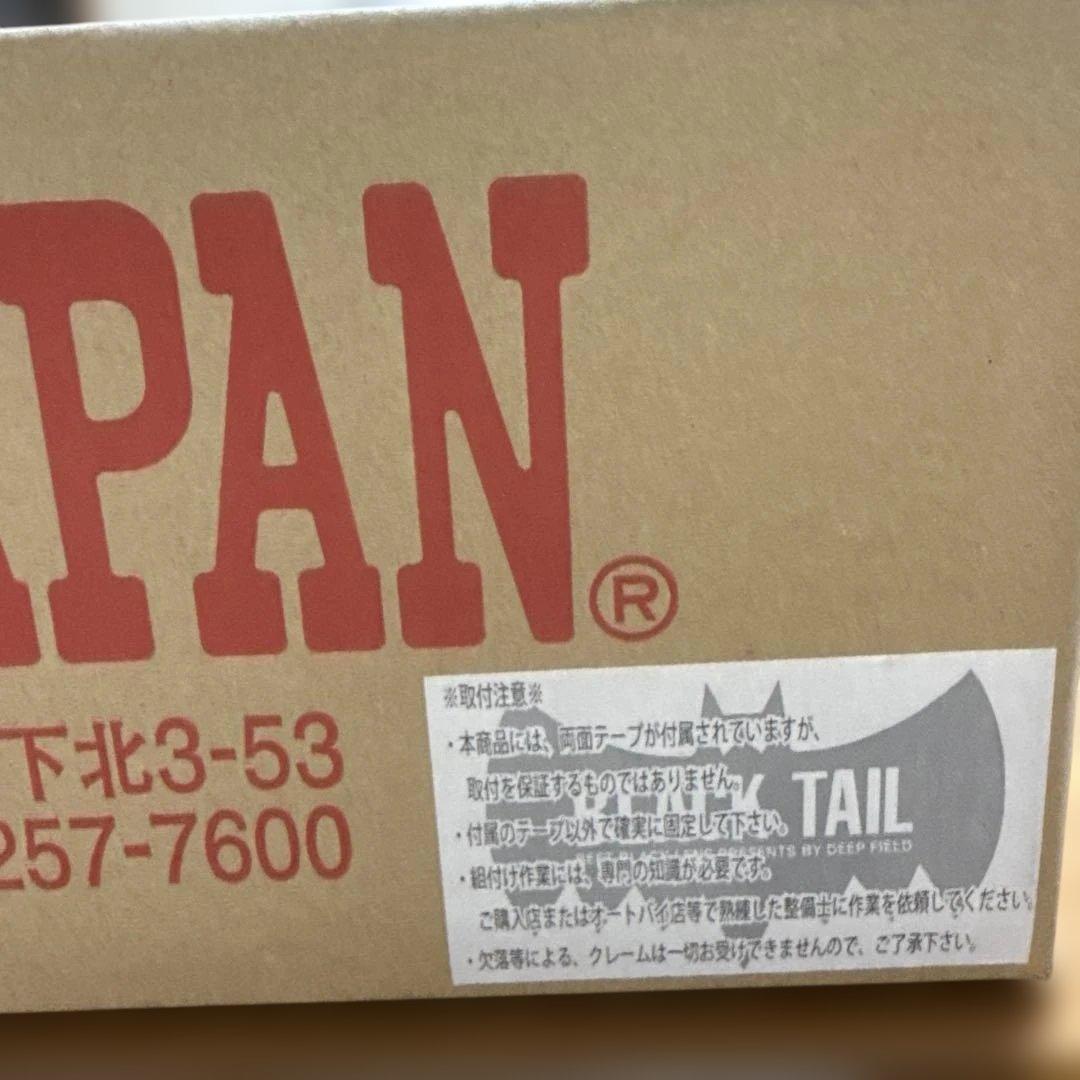 APAN®
下北3-53
257-7600
※取付注意※
・本商品には、両面テープが付属されていますが、
取付を保証するものではありません。
BLACK TAIL
・付属のテープ以外で確実に固定して下さい。
PRESENTS BY DEEP FIELD
・組付け作業には、専門の知識が必要です。
ご購入店またはオートバイ店等で熟練した整備士に作業を依頼してください。
・欠落等による、クレームは一切お受けできませんので、ご了承下さい。